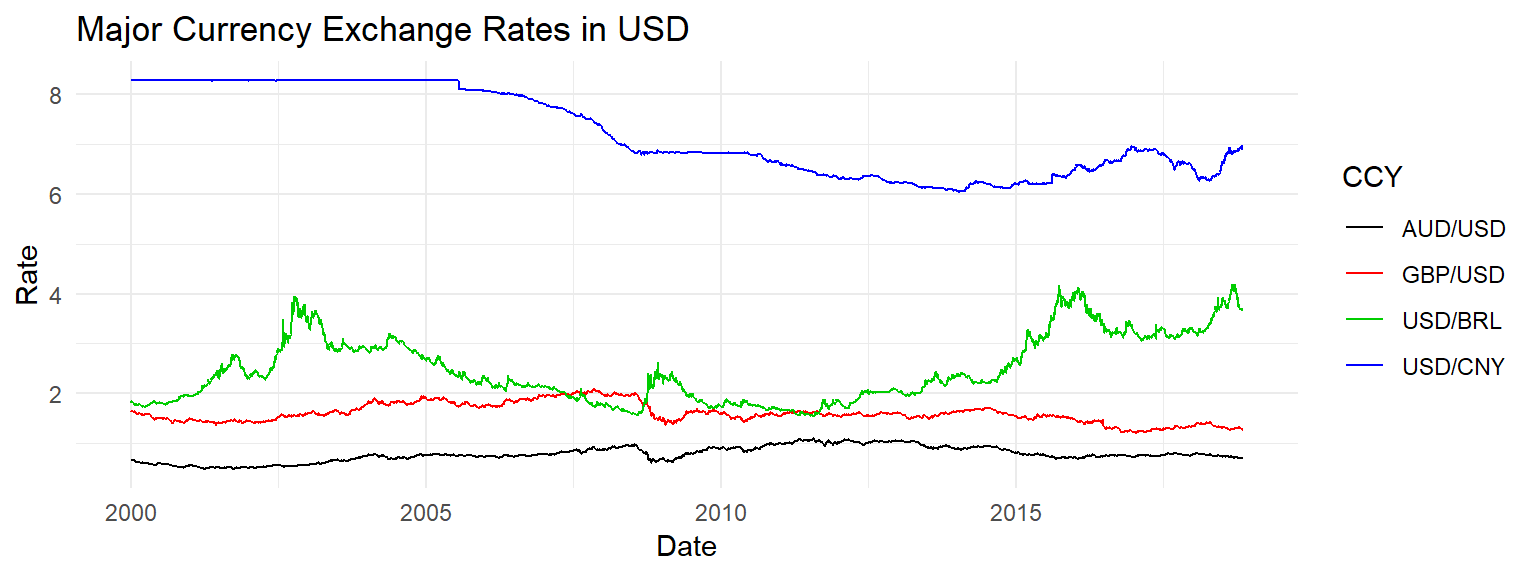 Major Currency Exchange Rates in USD
8
6
4
2
Rate
2000 2005 2010 2015
Date
CCY
AUD/USD
GBP/USD
USD/BRL
USD/CNY